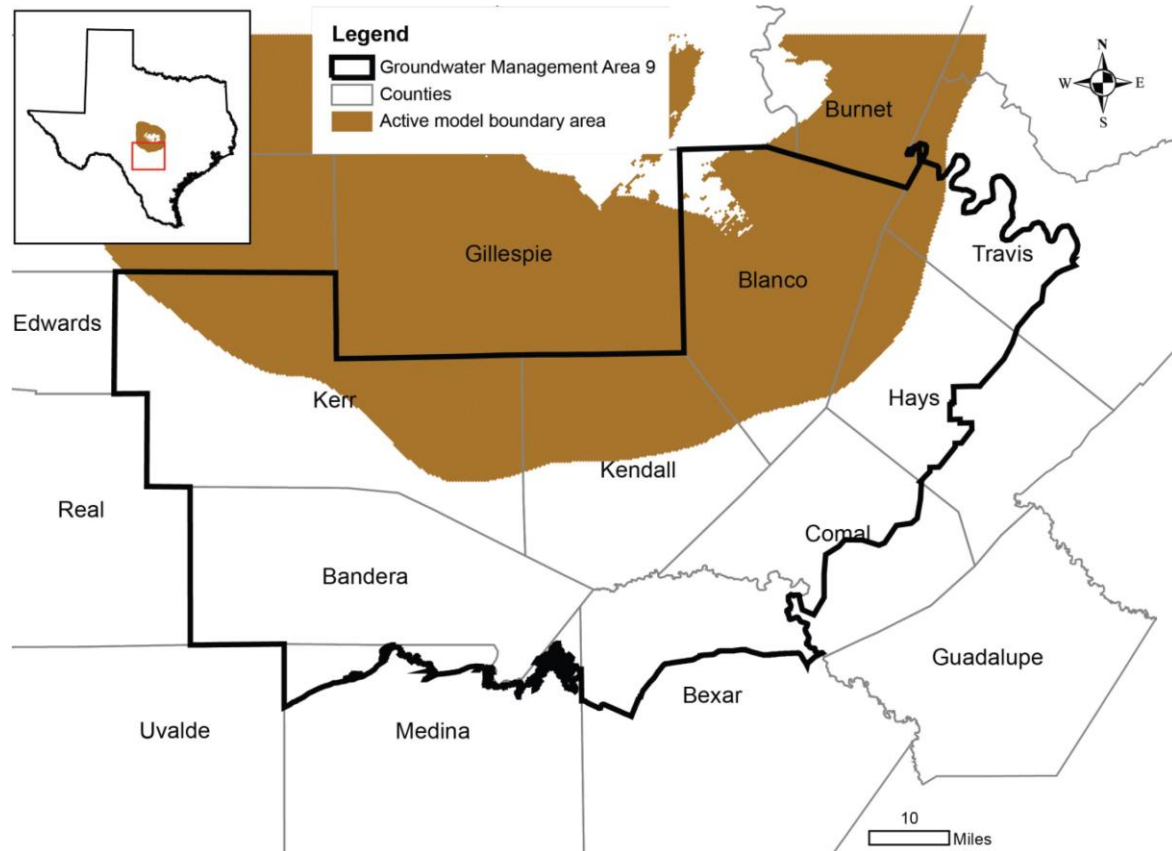 Legend
Groundwater Management Area 9
Counties
Active model boundary area
N
W E
S
Burnet
Travis
Gillespie
Blanco
Edwards
Kerr
Hays
Kendall
Real
Comal
Bandera
Guadalupe
Bexar
Uvalde
Medina
10
Miles